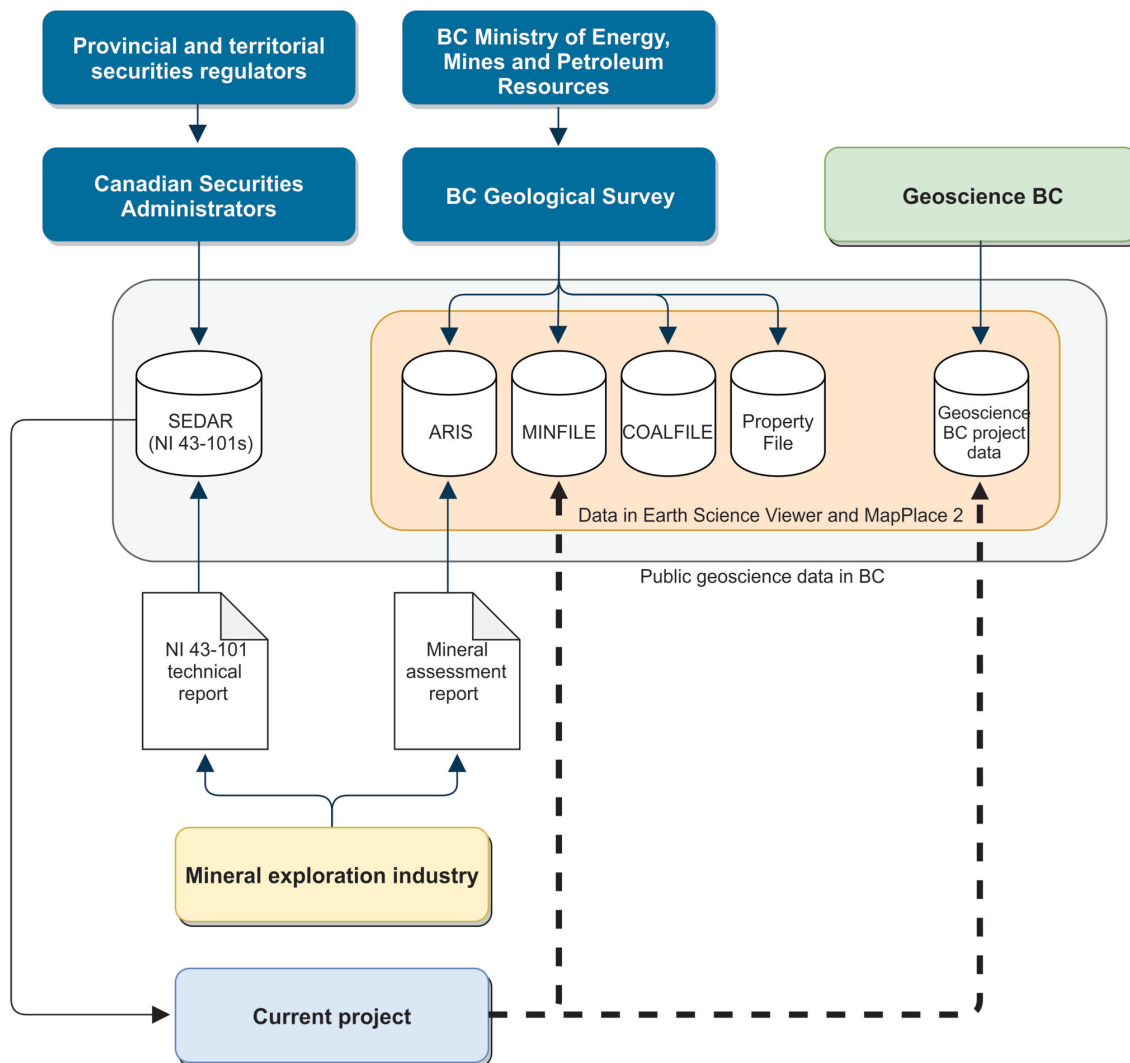 Provincial and territorial
securities regulators
BC Ministry of Energy,
Mines and Petroleum
Resources
Canadian Securities
Administrators
BC Geological Survey
Geoscience BC
SEDAR
(NI 43-101s)
ARIS
MINFILE
COALFILE
Property
File
Geoscience
BC project
data
Data in Earth Science Viewer and MapPlace 2
Public geoscience data in BC
NI 43-101
technical
report
Mineral
assessment
report
Mineral exploration industry
Current project